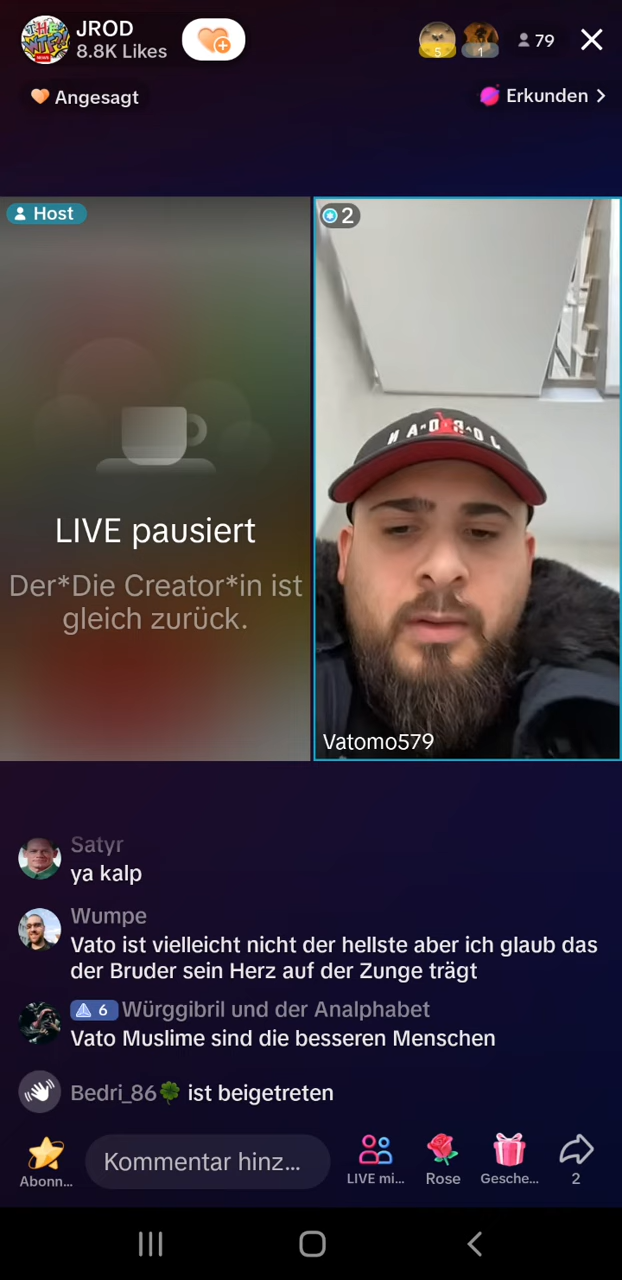 JROD
8.8K Likes
5
1
79
Angesagt
Erkunden
Host
2
LIVE pausiert
Der*Die Creator*in ist
gleich zurück.
Vatomo579
Satyr
ya kalp
Wumpe
Vato ist vielleicht nicht der hellste aber ich glaub das
der Bruder sein Herz auf der Zunge trägt
6 Würggibril und der Analphabet
Vato Muslime sind die besseren Menschen
Bedri_86🍀 ist beigetreten
Abonn...
Kommentar hinz...
LIVE mi...
Rose
Gesche...
2